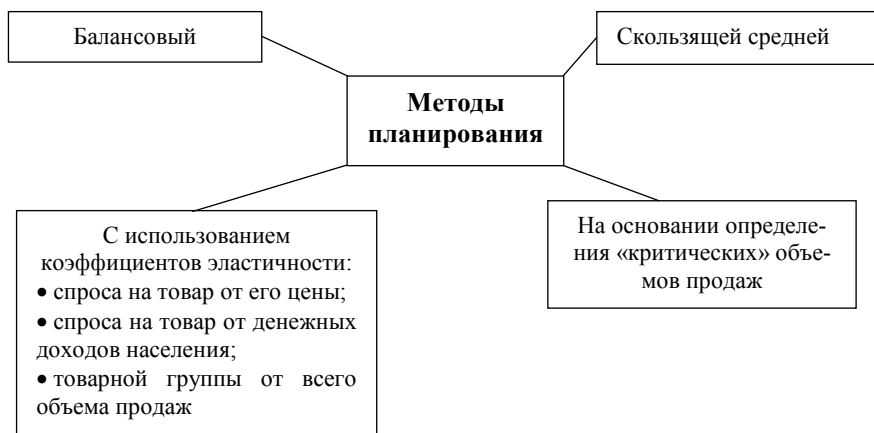 Балансовый
Скользящей средней
Методы
планирования
С использованием
коэффициентов эластичности:
• спроса на товар от его цены;
• спроса на товар от денежных
доходов населения;
• товарной группы от всего
объема продаж
На основании определе-
ния «критических» объе-
мов продаж